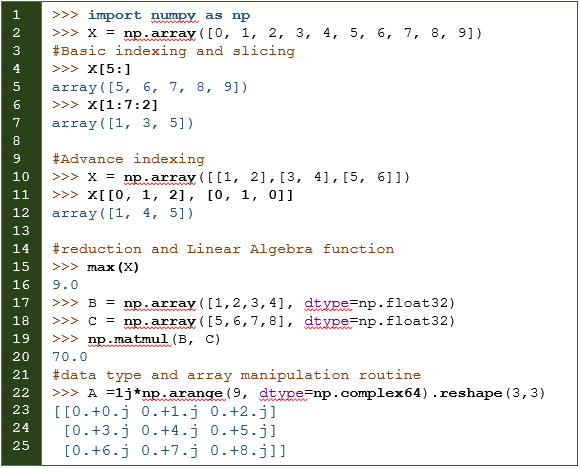 1 >>> import numpy as np
2 >>> X = np.array([0, 1, 2, 3, 4, 5, 6, 7, 8, 9])
3 #Basic indexing and slicing
4 >>> X[5:]
5 array([5, 6, 7, 8, 9])
6 >>> X[1:7:2]
7 array([1, 3, 5])
8
9 #Advance indexing
10 >>> X = np.array([[1, 2],[3, 4],[5, 6]])
11 >>> X[[0, 1, 2], [0, 1, 0]]
12 array([1, 4, 5])
13
14 #reduction and Linear Algebra function
15 >>> max(X)
16 9.0
17 >>> B = np.array([1,2,3,4], dtype=np.float32)
18 >>> C = np.array([5,6,7,8], dtype=np.float32)
19 >>> np.matmul(B, C)
20 70.0
21 #data type and array manipulation routine
22 >>> A =1j*np.arange(9, dtype=np.complex64).reshape(3,3)
23 [[0.+0.j 0.+1.j 0.+2.j]
24 [0.+3.j 0.+4.j 0.+5.j]
25 [0.+6.j 0.+7.j 0.+8.j]]